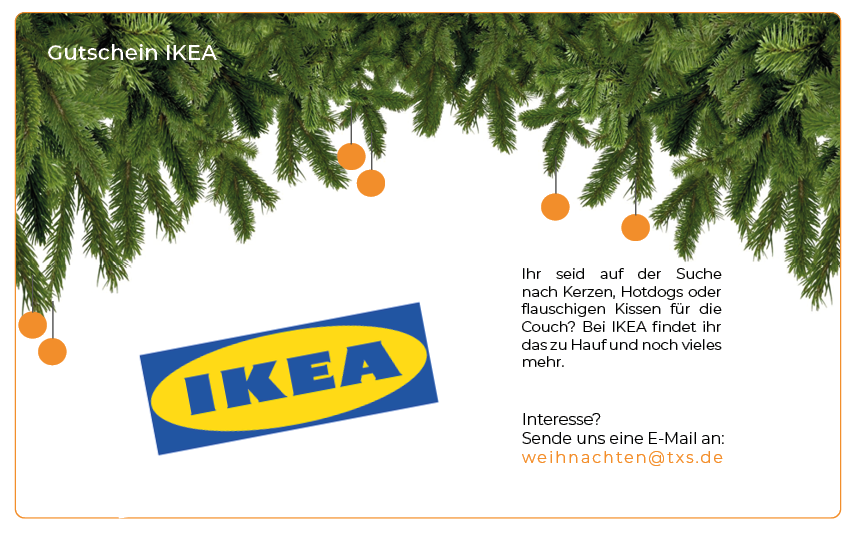 Gutschein IKEA
Ihr seid auf der Suche
nach Kerzen, Hotdogs oder
flauschigen Kissen für die
Couch? Bei IKEA findet ihr
das zu Hauf und noch vieles
mehr.
IKEA
Interesse?
Sende uns eine E-Mail an:
weihnachten@txs.de